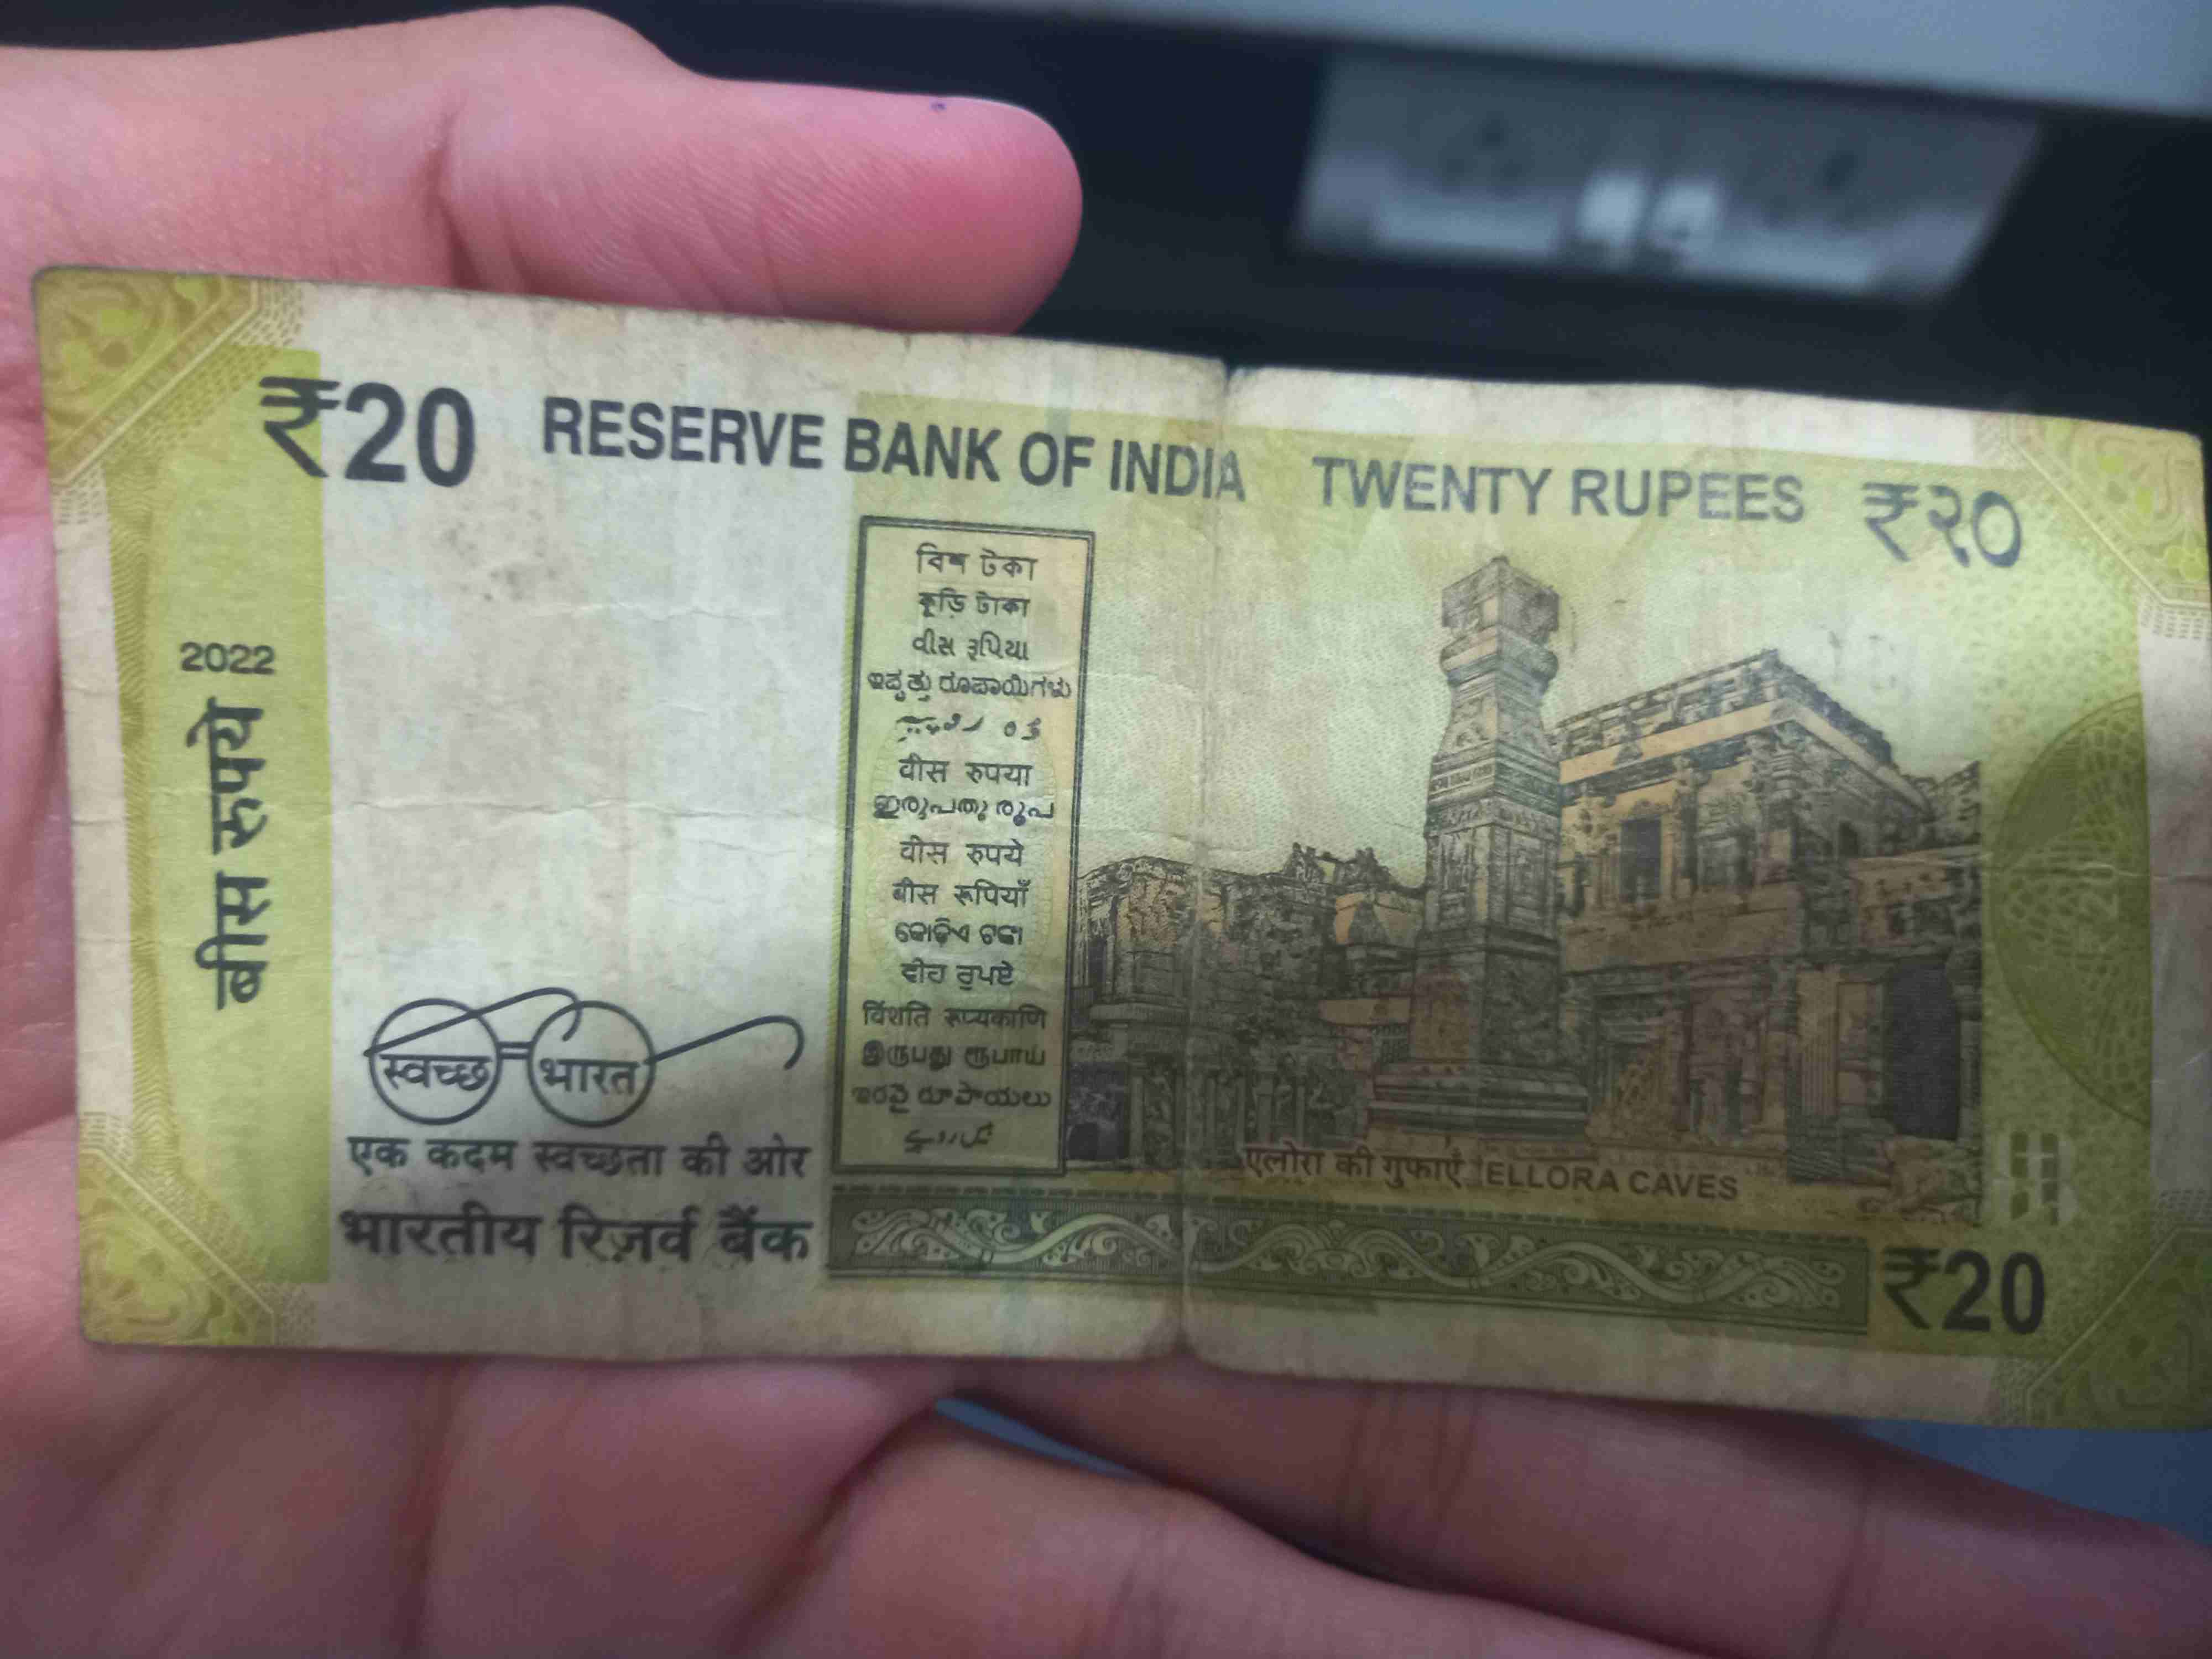 ₹20 RESERVE BANK OF INDIA TWENTY RUPEES ₹२०
2022
बीस रुपये
বিশ টকা
কুড়ি টাকা
વીસ રૂપિયા
ಇಪ್ಪತ್ತು ರೂಪಾಯಿಗಳು
वीस रुपया
ഇരുപതു രൂപ
वीस रुपये
बीस रूपियाँ
କୋଡ଼ିଏ ଟଙ୍କା
ਵੀਹ ਰੁਪਏ
विंशति रूप्यकाणि
இருபது ரூபாய்
ఇరవై రూపాయలు
स्वच्छ भारत
एक कदम स्वच्छता की ओर
भारतीय रिज़र्व बैंक
एलोरा की गुफाएँ ELLORA CAVES
₹20